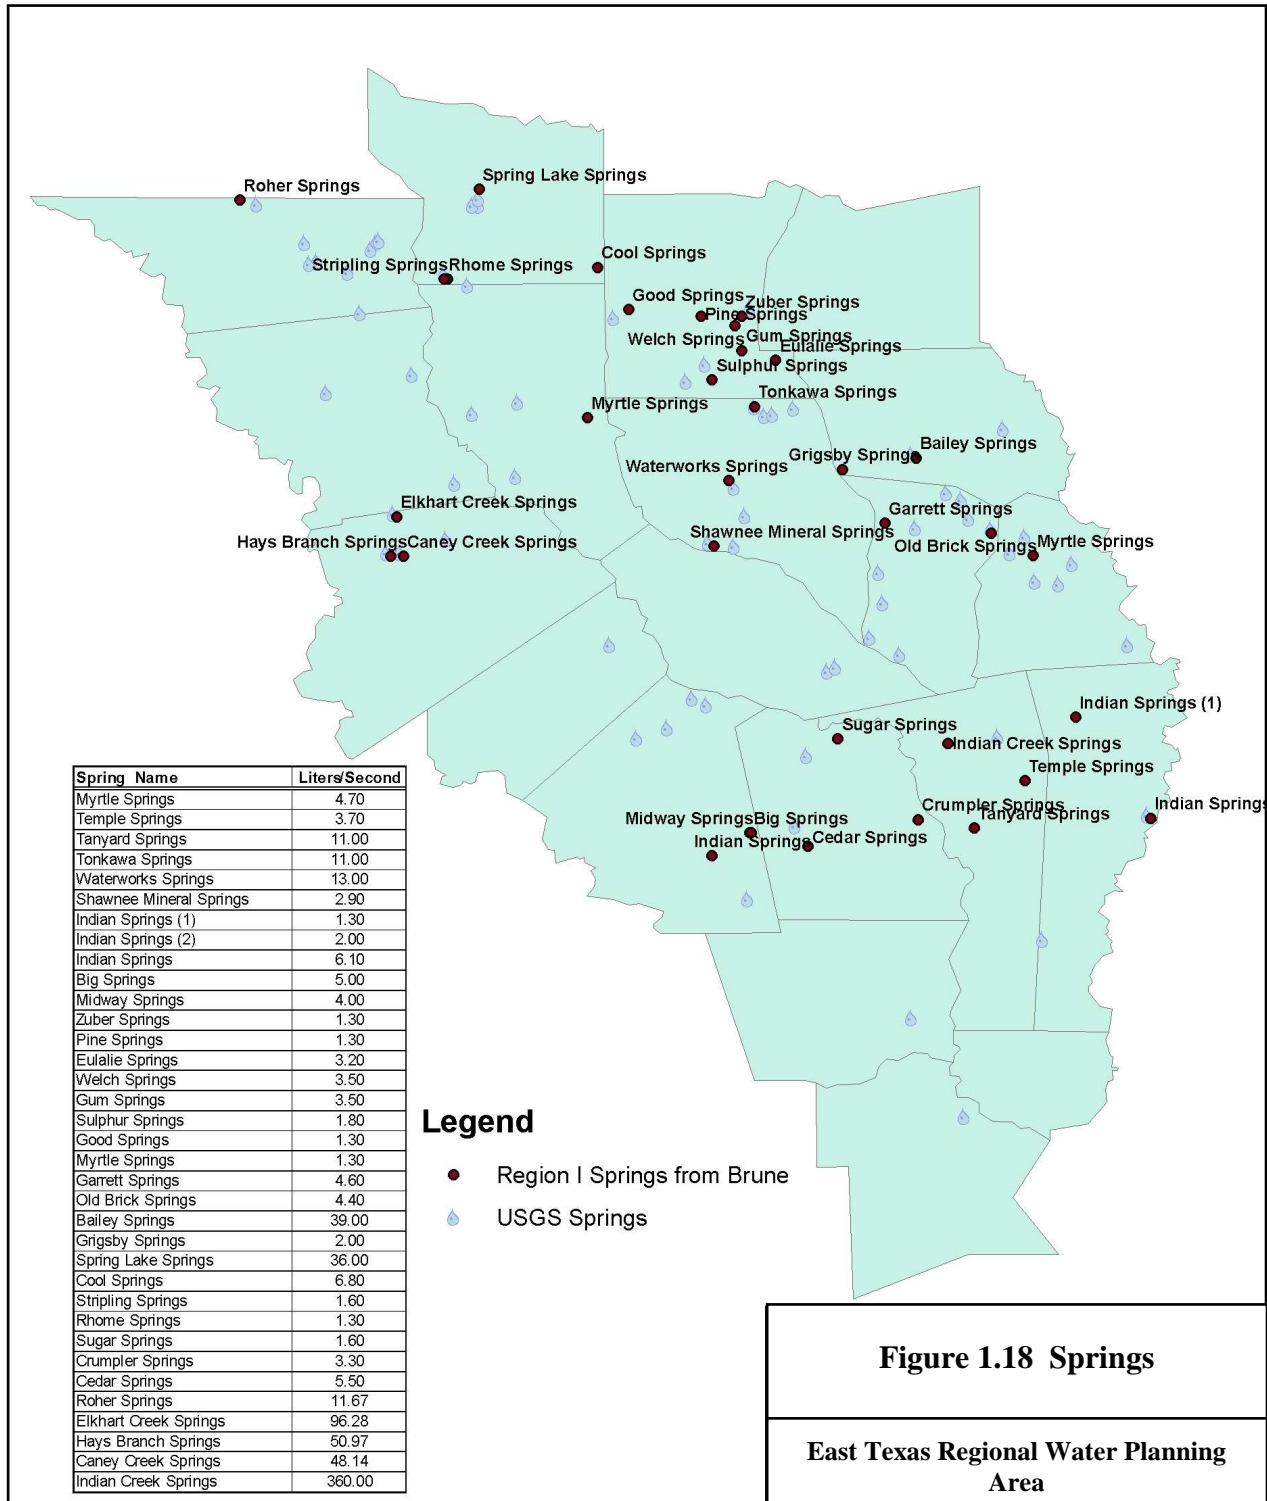 Roher Springs
Spring Lake Springs
Cool Springs
Stripling Springs
Rhome Springs
Good Springs
Zuber Springs
Pine Springs
Welch Springs
Gum Springs
Eulalie Springs
Sulphur Springs
Tonkawa Springs
Myrtle Springs
Bailey Springs
Grigsby Springs
Waterworks Springs
Elkhart Creek Springs
Garrett Springs
Shawnee Mineral Springs
Hays Branch Springs
Caney Creek Springs
Old Brick Springs
Myrtle Springs
Indian Springs (1)
Sugar Springs
Indian Creek Springs
Temple Springs
Crumpler Springs
Indian Springs
Tanyard Springs
Midway Springs
Big Springs
Indian Springs
Cedar Springs
Spring Name Liters/Second
Myrtle Springs 4.70
Temple Springs 3.70
Tanyard Springs 11.00
Tonkawa Springs 11.00
Waterworks Springs 13.00
Shawnee Mineral Springs 2.90
Indian Springs (1) 1.30
Indian Springs (2) 2.00
Indian Springs 6.10
Big Springs 5.00
Midway Springs 4.00
Zuber Springs 1.30
Pine Springs 1.30
Eulalie Springs 3.20
Welch Springs 3.50
Gum Springs 3.50
Sulphur Springs 1.80
Good Springs 1.30
Myrtle Springs 1.30
Garrett Springs 4.60
Old Brick Springs 4.40
Bailey Springs 39.00
Grigsby Springs 2.00
Spring Lake Springs 36.00
Cool Springs 6.80
Stripling Springs 1.60
Rhome Springs 1.30
Sugar Springs 1.60
Crumpler Springs 3.30
Cedar Springs 5.50
Roher Springs 11.67
Elkhart Creek Springs 96.28
Hays Branch Springs 50.97
Caney Creek Springs 48.14
Indian Creek Springs 360.00
Legend
Region I Springs from Brune
USGS Springs
Figure 1.18 Springs
East Texas Regional Water Planning
Area